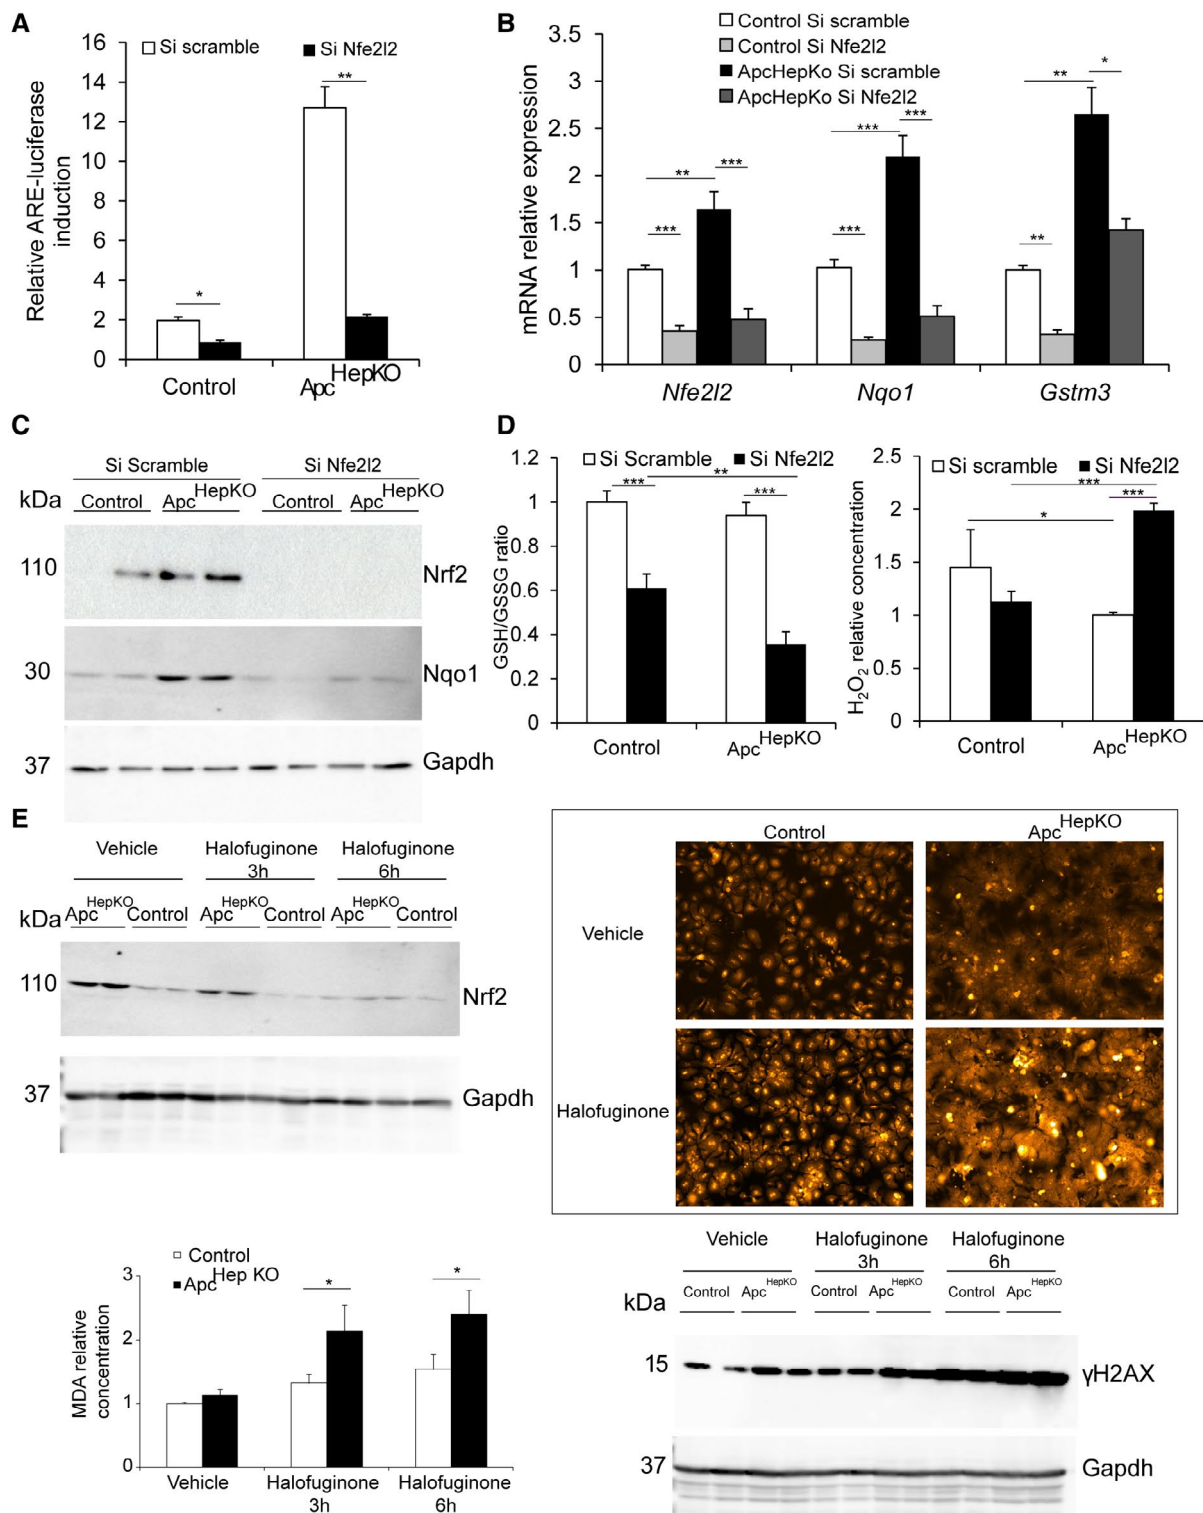 A
Relative ARE-luciferase
induction
16
14
12
10
8
6
4
2
0
Si scramble
Si Nfe2l2
*
**
Control
Apc HepKO
B
mRNA relative expression
3.5
3
2.5
2
1.5
1
0.5
0
Control Si scramble
Control Si Nfe2l2
ApcHepKo Si scramble
ApcHepKO Si Nfe2l2
*** ** ***
*** *** ***
** ** *
Nfe2l2 Nqo1 Gstm3
C
Si Scramble Si Nfe2l2
kDa Control Apc HepKO Control Apc HepKO
110 Nrf2
30 Nqo1
37 Gapdh
D
GSH/GSSG ratio
1.2
1
0.8
0.6
0.4
0.2
0
Si Scramble Si Nfe2l2
*** ** ***
Control Apc HepKO
H2O2 relative concentration
2.5
2
1.5
1
0.5
0
Si scramble Si Nfe2l2
***
***
*
Control Apc HepKO
E
Vehicle Halofuginone 3h Halofuginone 6h
kDa Apc HepKO Control Apc HepKO Control Apc HepKO Control
110 Nrf2
37 Gapdh
Control Apc HepKO
Vehicle
Halofuginone
MDA relative
concentration
3
2
1
0
Control
Apc Hep KO
* *
Vehicle Halofuginone 3h Halofuginone 6h
Vehicle Halofuginone 3h Halofuginone 6h
kDa Control Apc HepKO Control Apc HepKO Control Apc HepKO
15 γH2AX
37 Gapdh